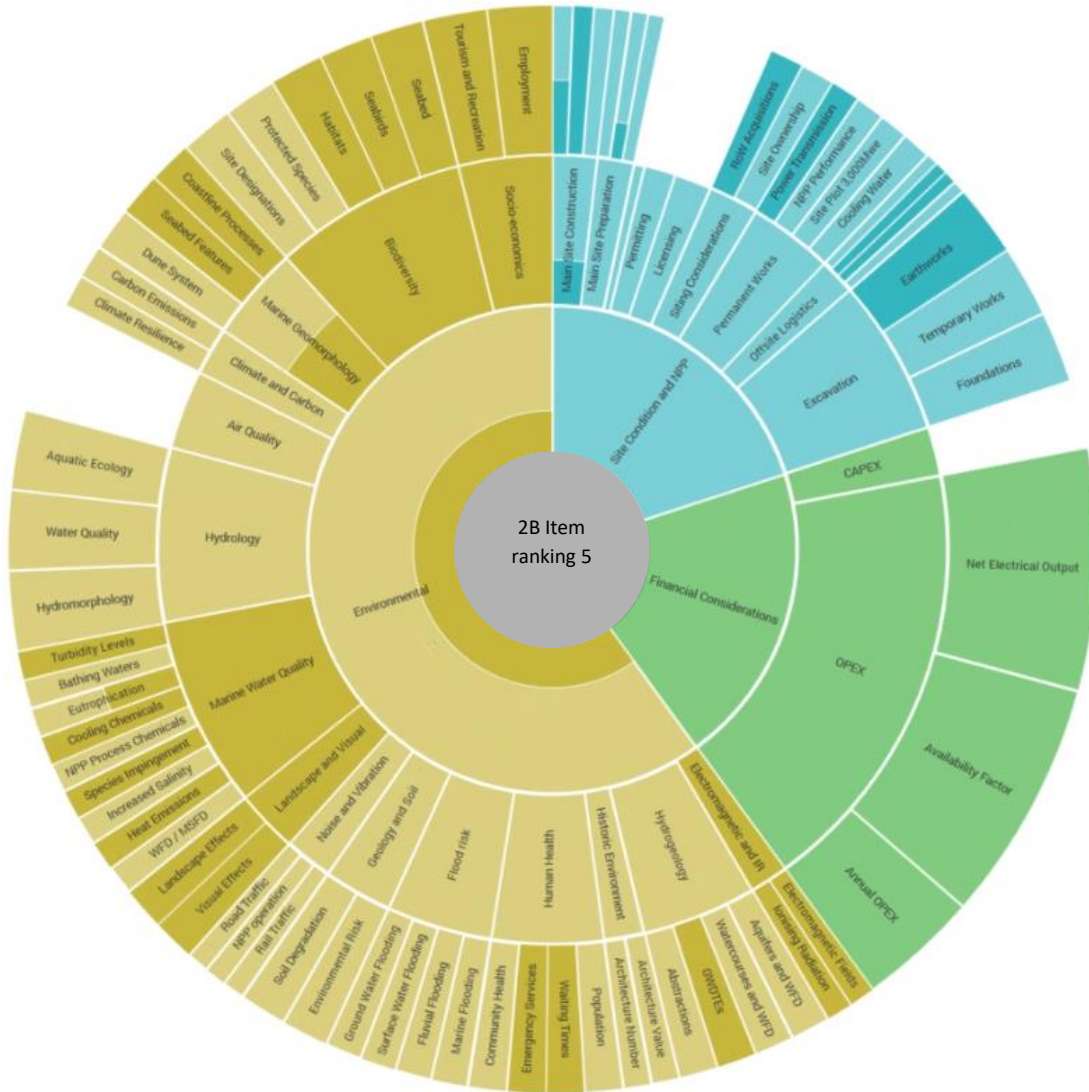 2B Item
ranking 5
Site Condition and NPP
Financial Considerations
Environmental
Main Site Construction
Main Site Preparation
Permitting
Licensing
Siting Considerations
Permanent Works
Offsite Logistics
Excavation
CAPEX
OPEX
Electromagnetic and IR
Hydrogeology
Historic Environment
Human Health
Flood risk
Geology and Soil
Noise and Vibration
Landscape and Visual
Marine Water Quality
Hydrology
Air Quality
Climate and Carbon
Marine Geomorphology
Biodiversity
Socio-economics
RoW Acquisitions
Site Ownership
Power Transmission
NPP Performance
Site Plot 3,000Mwe
Cooling Water
Earthworks
Temporary Works
Foundations
Net Electrical Output
Availability Factor
Annual OPEX
Electromagnetic Fields
Ionising Radiation
Aquifers and WFD
Watercourses and WFD
GWDTEs
Abstractions
Architecture Value
Architecture Number
Population
Waiting Times
Emergency Services
Community Health
Marine Flooding
Fluvial Flooding
Surface Water Flooding
Ground Water Flooding
Environmental Risk
Soil Degradation
Rail Traffic
NPP operation
Road Traffic
Visual Effects
Landscape Effects
WFD / MSFD
Heat Emissions
Increased Salinity
Species Impingement
NPP Process Chemicals
Cooling Chemicals
Eutrophication
Bathing Waters
Turbidity Levels
Hydromorphology
Water Quality
Aquatic Ecology
Climate Resilience
Carbon Emissions
Dune System
Seabed Features
Coastline Processes
Site Designations
Protected Species
Habitats
Seabirds
Seabed
Tourism and Recreation
Employment